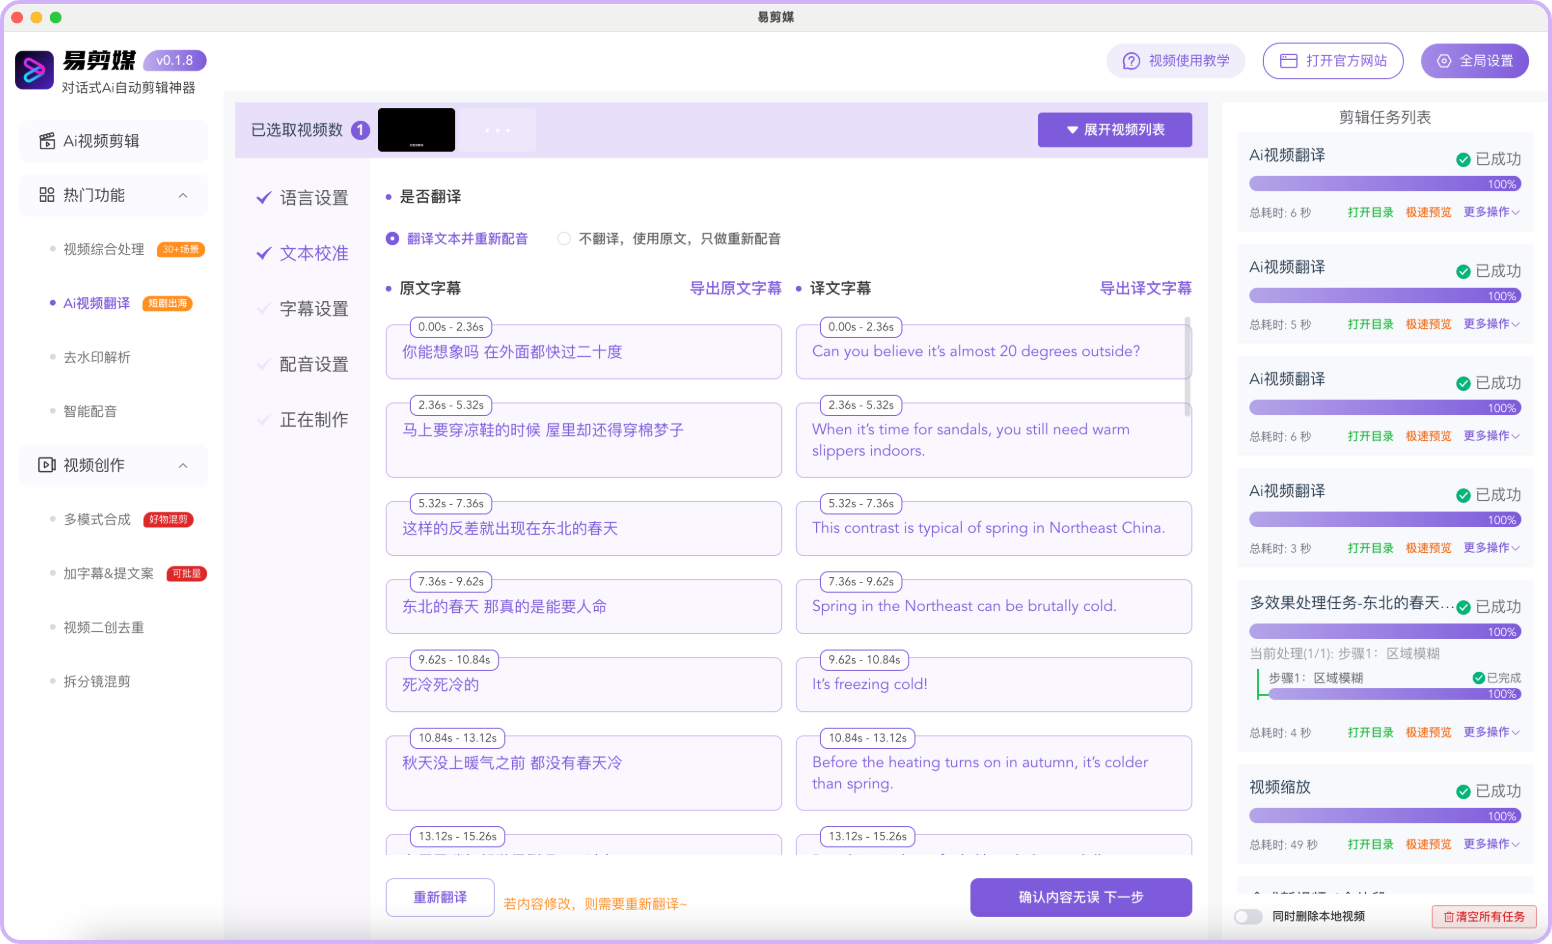 易剪媒
易剪媒 v0.1.8
对话式Ai自动剪辑神器
视频使用教学
打开官方网站
全局设置
Ai视频剪辑
热门功能
视频综合处理 30+场景
Ai视频翻译 短剧出海
去水印解析
智能配音
视频创作
多模式合成 好物混剪
加字幕&提文案 可批量
视频二创去重
拆分镜混剪
已选取视频数 1
展开视频列表
语言设置
文本校准
字幕设置
配音设置
正在制作
是否翻译
翻译文本并重新配音
不翻译，使用原文，只做重新配音
原文字幕 导出原文字幕
0.00s - 2.36s
你能想象吗 在外面都快过二十度
2.36s - 5.32s
马上要穿凉鞋的时候 屋里却还得穿棉梦子
5.32s - 7.36s
这样的反差就出现在东北的春天
7.36s - 9.62s
东北的春天 那真的是能要人命
9.62s - 10.84s
死冷死冷的
10.84s - 13.12s
秋天没上暖气之前 都没有春天冷
13.12s - 15.26s
译文字幕 导出译文字幕
0.00s - 2.36s
Can you believe it's almost 20 degrees outside?
2.36s - 5.32s
When it's time for sandals, you still need warm
slippers indoors.
5.32s - 7.36s
This contrast is typical of spring in Northeast China.
7.36s - 9.62s
Spring in the Northeast can be brutally cold.
9.62s - 10.84s
It's freezing cold!
10.84s - 13.12s
Before the heating turns on in autumn, it's colder
than spring.
13.12s - 15.26s
重新翻译
若内容修改，则需要重新翻译~
确认内容无误 下一步
剪辑任务列表
Ai视频翻译 已成功
100%
总耗时: 6 秒 打开目录 极速预览 更多操作
Ai视频翻译 已成功
100%
总耗时: 5 秒 打开目录 极速预览 更多操作
Ai视频翻译 已成功
100%
总耗时: 6 秒 打开目录 极速预览 更多操作
Ai视频翻译 已成功
100%
总耗时: 3 秒 打开目录 极速预览 更多操作
多效果处理任务-东北的春天... 已成功
100%
当前处理(1/1): 步骤1：区域模糊
步骤1：区域模糊 已完成
100%
总耗时: 4 秒 打开目录 极速预览 更多操作
视频缩放 已成功
100%
总耗时: 49 秒 打开目录 极速预览 更多操作
同时删除本地视频
清空所有任务